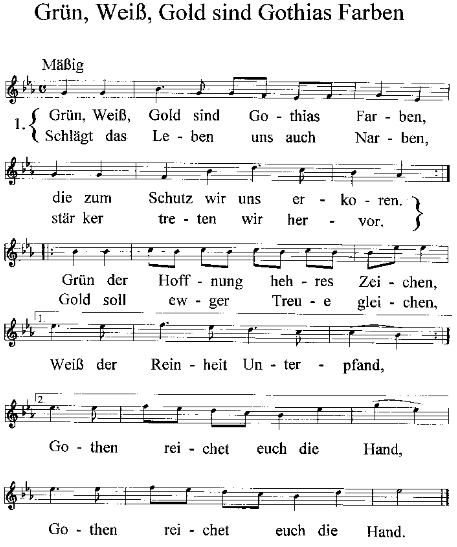 Grün, Weiß, Gold sind Gothias Farben
Mäßig
1. { Grün, Weiß, Gold sind Go - thias Far - ben,
Schlägt das Le - ben uns auch Nar - ben,
die zum Schutz wir uns er - ko - ren. }
stär ker tre - ten wir her - vor.
Grün der Hoff - nung heh - res Zei - chen,
Gold soll ew - ger Treu - e glei - chen,
1.
Weiß der Rein - heit Un - ter - pfand,
2.
Go - then rei - chet euch die Hand,
Go - then rei - chet euch die Hand.